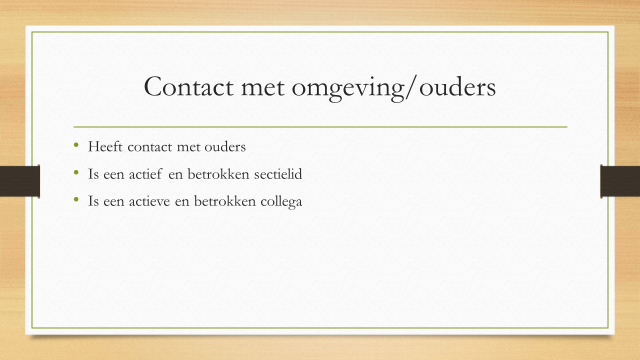 Contact met omgeving/ouders
• Heeft contact met ouders
• Is een actief en betrokken sectielid
• Is een actieve en betrokken collega